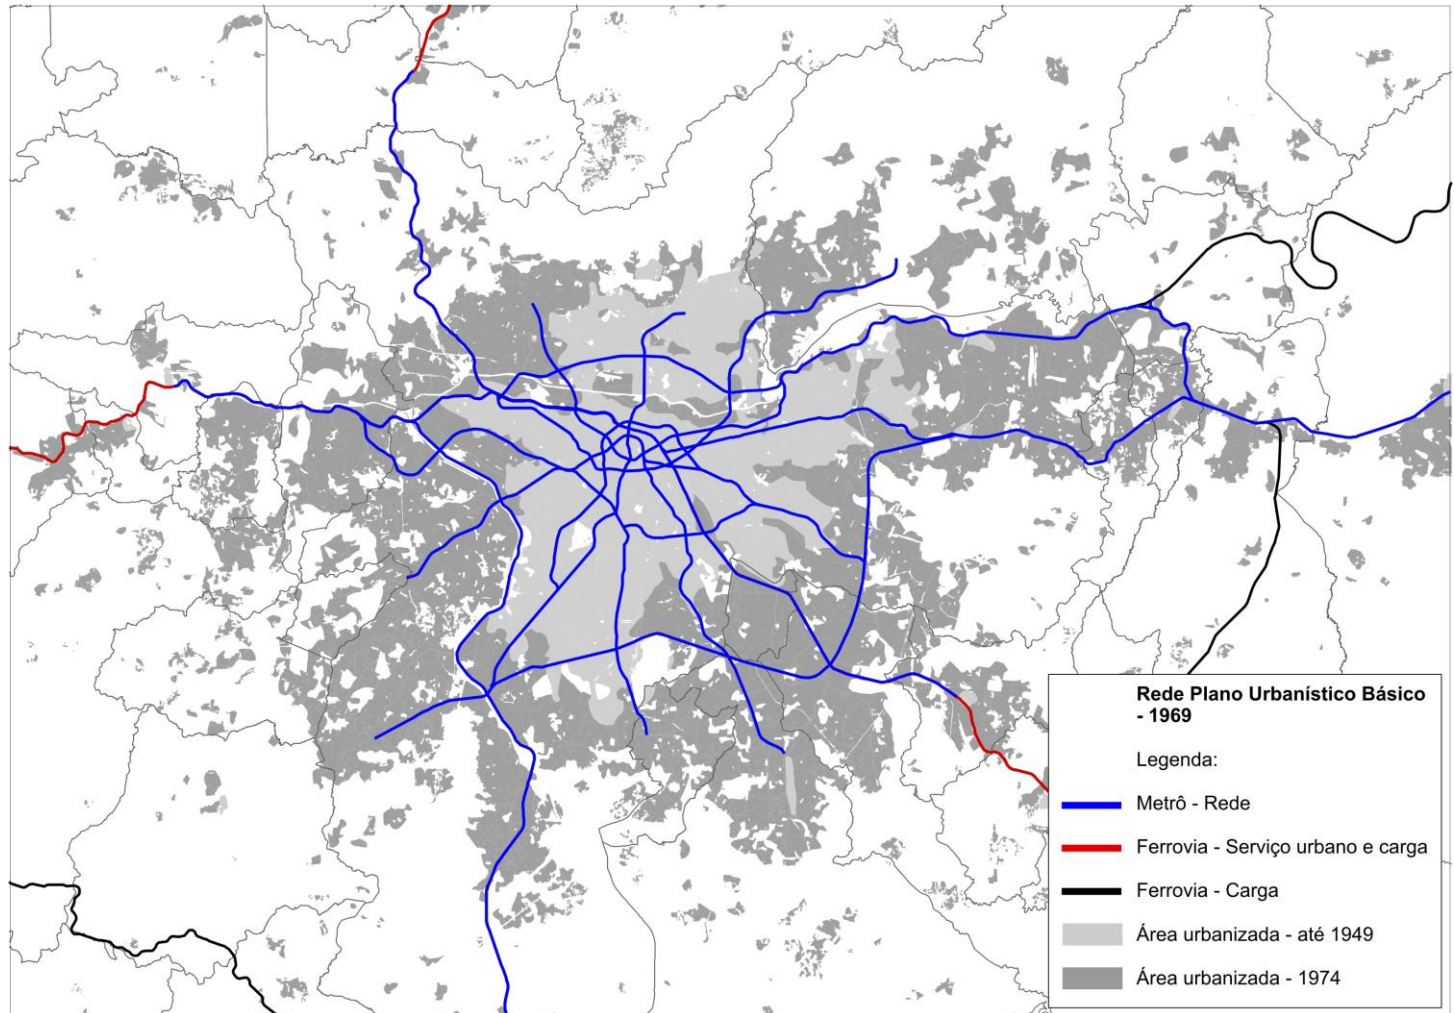 Rede Plano Urbanístico Básico
- 1969
Legenda:
Metrô - Rede
Ferrovia - Serviço urbano e carga
Ferrovia - Carga
Área urbanizada - até 1949
Área urbanizada - 1974